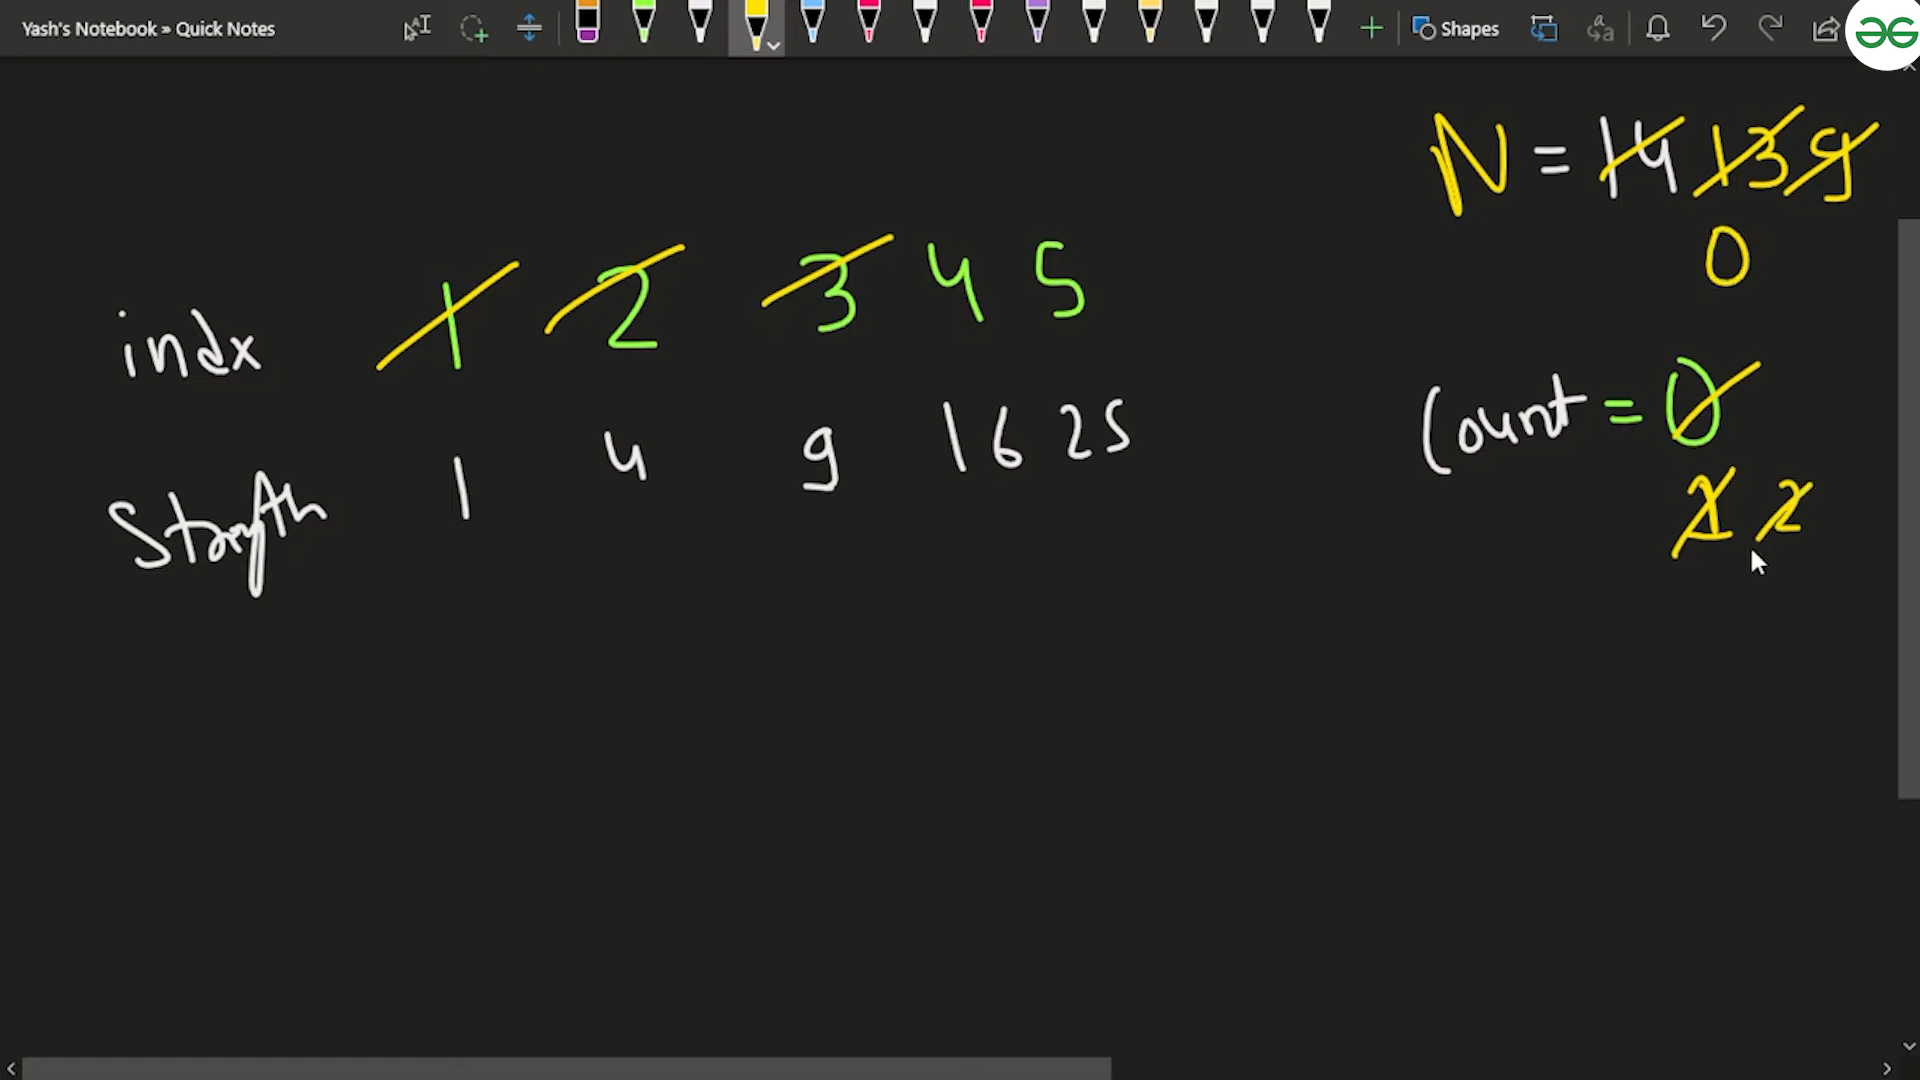 Yash's Notebook » Quick Notes
Shapes
N = 14 13 9
0
indx 1 2 3 4 5
Count = 0
1 2
Strength 1 4 9 16 25